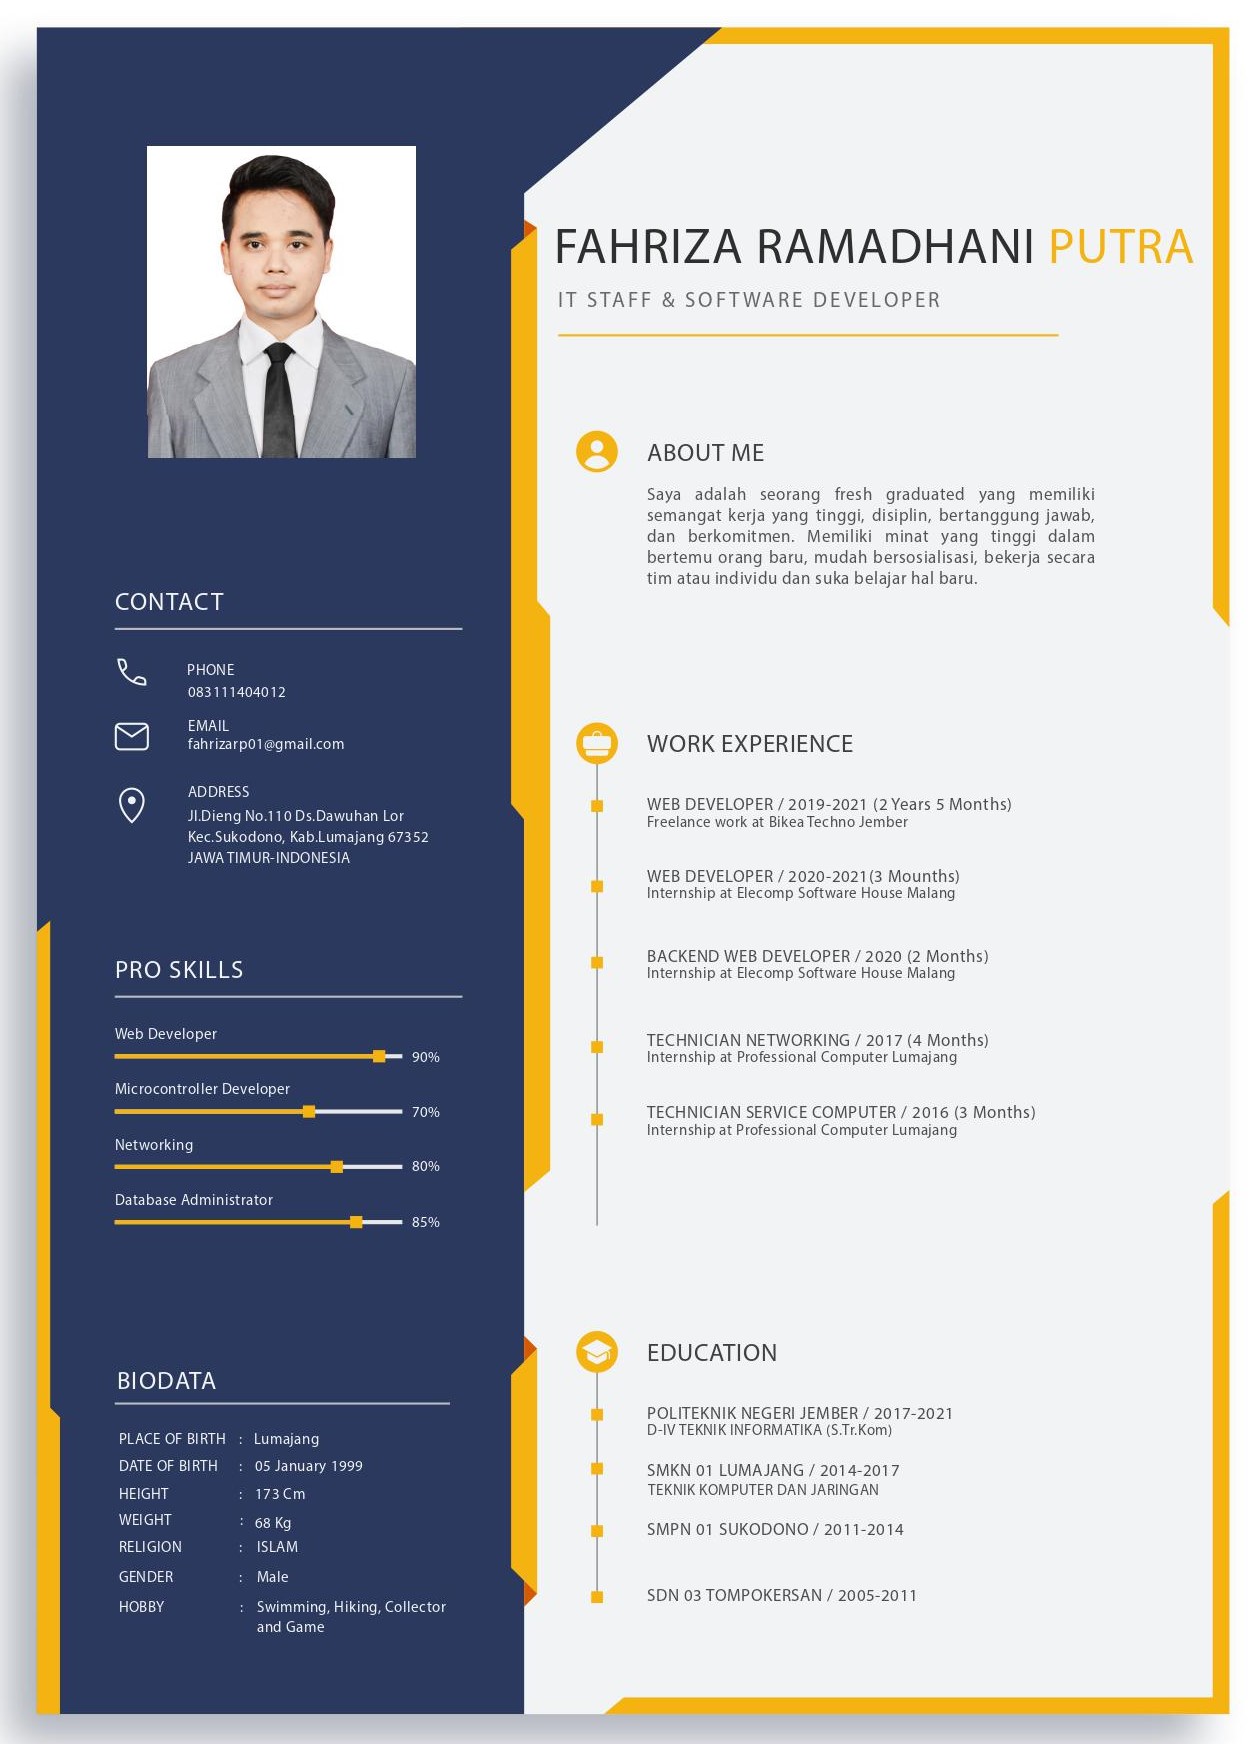 FAHRIZA RAMADHANI PUTRA
IT STAFF & SOFTWARE DEVELOPER
CONTACT
PHONE
083111404012
EMAIL
fahrizarp01@gmail.com
ADDRESS
Jl.Dieng No.110 Ds.Dawuhan Lor
Kec.Sukodono, Kab.Lumajang 67352
JAWA TIMUR-INDONESIA
PRO SKILLS
Web Developer
90%
Microcontroller Developer
70%
Networking
80%
Database Administrator
85%
BIODATA
PLACE OF BIRTH : Lumajang
DATE OF BIRTH : 05 January 1999
HEIGHT : 173 Cm
WEIGHT : 68 Kg
RELIGION : ISLAM
GENDER : Male
HOBBY : Swimming, Hiking, Collector
and Game
ABOUT ME
Saya adalah seorang fresh graduated yang memiliki
semangat kerja yang tinggi, disiplin, bertanggung jawab,
dan berkomitmen. Memiliki minat yang tinggi dalam
bertemu orang baru, mudah bersosialisasi, bekerja secara
tim atau individu dan suka belajar hal baru.
WORK EXPERIENCE
WEB DEVELOPER / 2019-2021 (2 Years 5 Months)
Freelance work at Bikea Techno Jember
WEB DEVELOPER / 2020-2021(3 Mounths)
Internship at Elecomp Software House Malang
BACKEND WEB DEVELOPER / 2020 (2 Months)
Internship at Elecomp Software House Malang
TECHNICIAN NETWORKING / 2017 (4 Months)
Internship at Professional Computer Lumajang
TECHNICIAN SERVICE COMPUTER / 2016 (3 Months)
Internship at Professional Computer Lumajang
EDUCATION
POLITEKNIK NEGERI JEMBER / 2017-2021
D-IV TEKNIK INFORMATIKA (S.Tr.Kom)
SMKN 01 LUMAJANG / 2014-2017
TEKNIK KOMPUTER DAN JARINGAN
SMPN 01 SUKODONO / 2011-2014
SDN 03 TOMPOKERSAN / 2005-2011